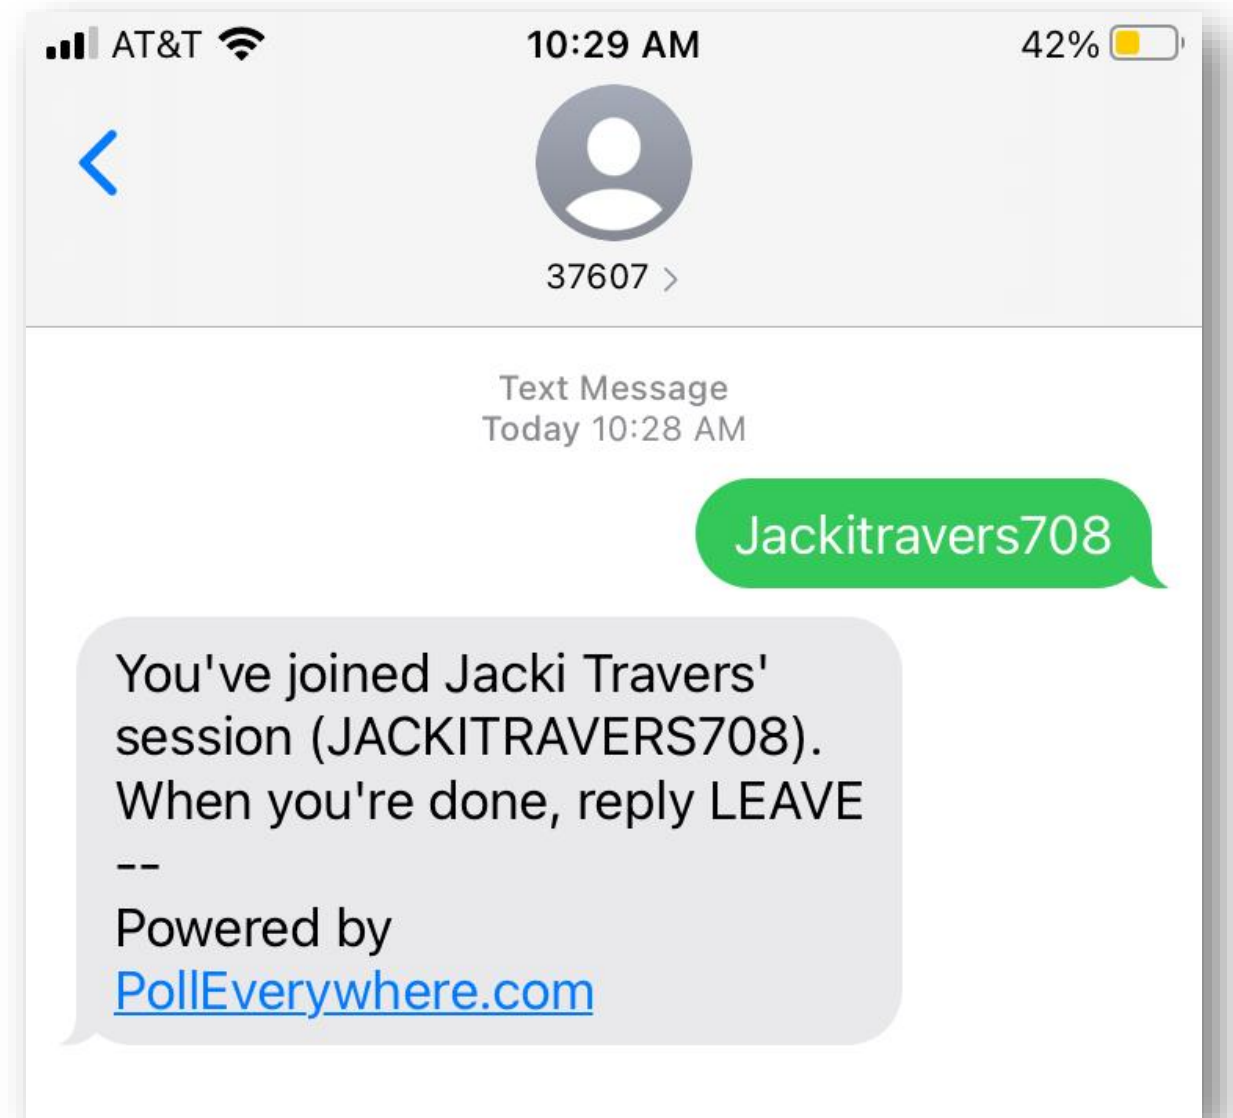 AT&T 10:29 AM 42%
37607 >
Text Message
Today 10:28 AM
Jackitravers708
You've joined Jacki Travers'
session (JACKITRAVERS708).
When you're done, reply LEAVE
--
Powered by
PollEverywhere.com